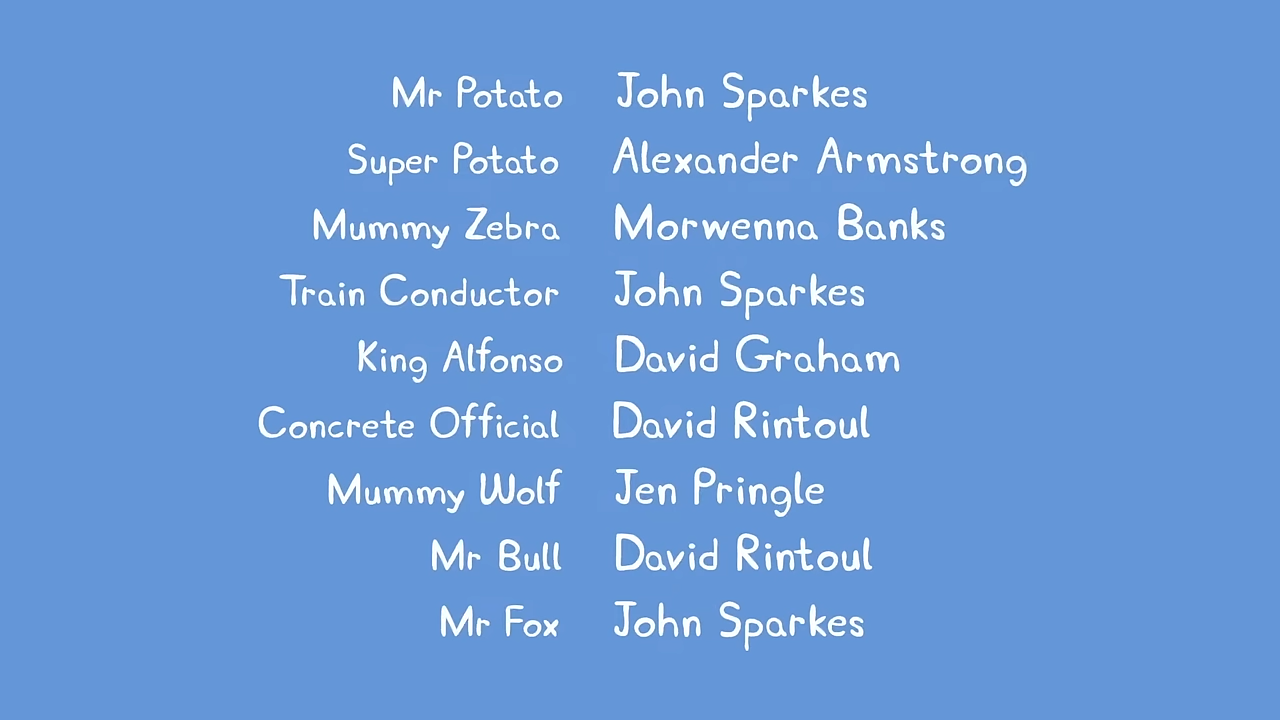 Mr Potato John Sparkes
Super Potato Alexander Armstrong
Mummy Zebra Morwenna Banks
Train Conductor John Sparkes
King Alfonso David Graham
Concrete Official David Rintoul
Mummy Wolf Jen Pringle
Mr Bull David Rintoul
Mr Fox John Sparkes